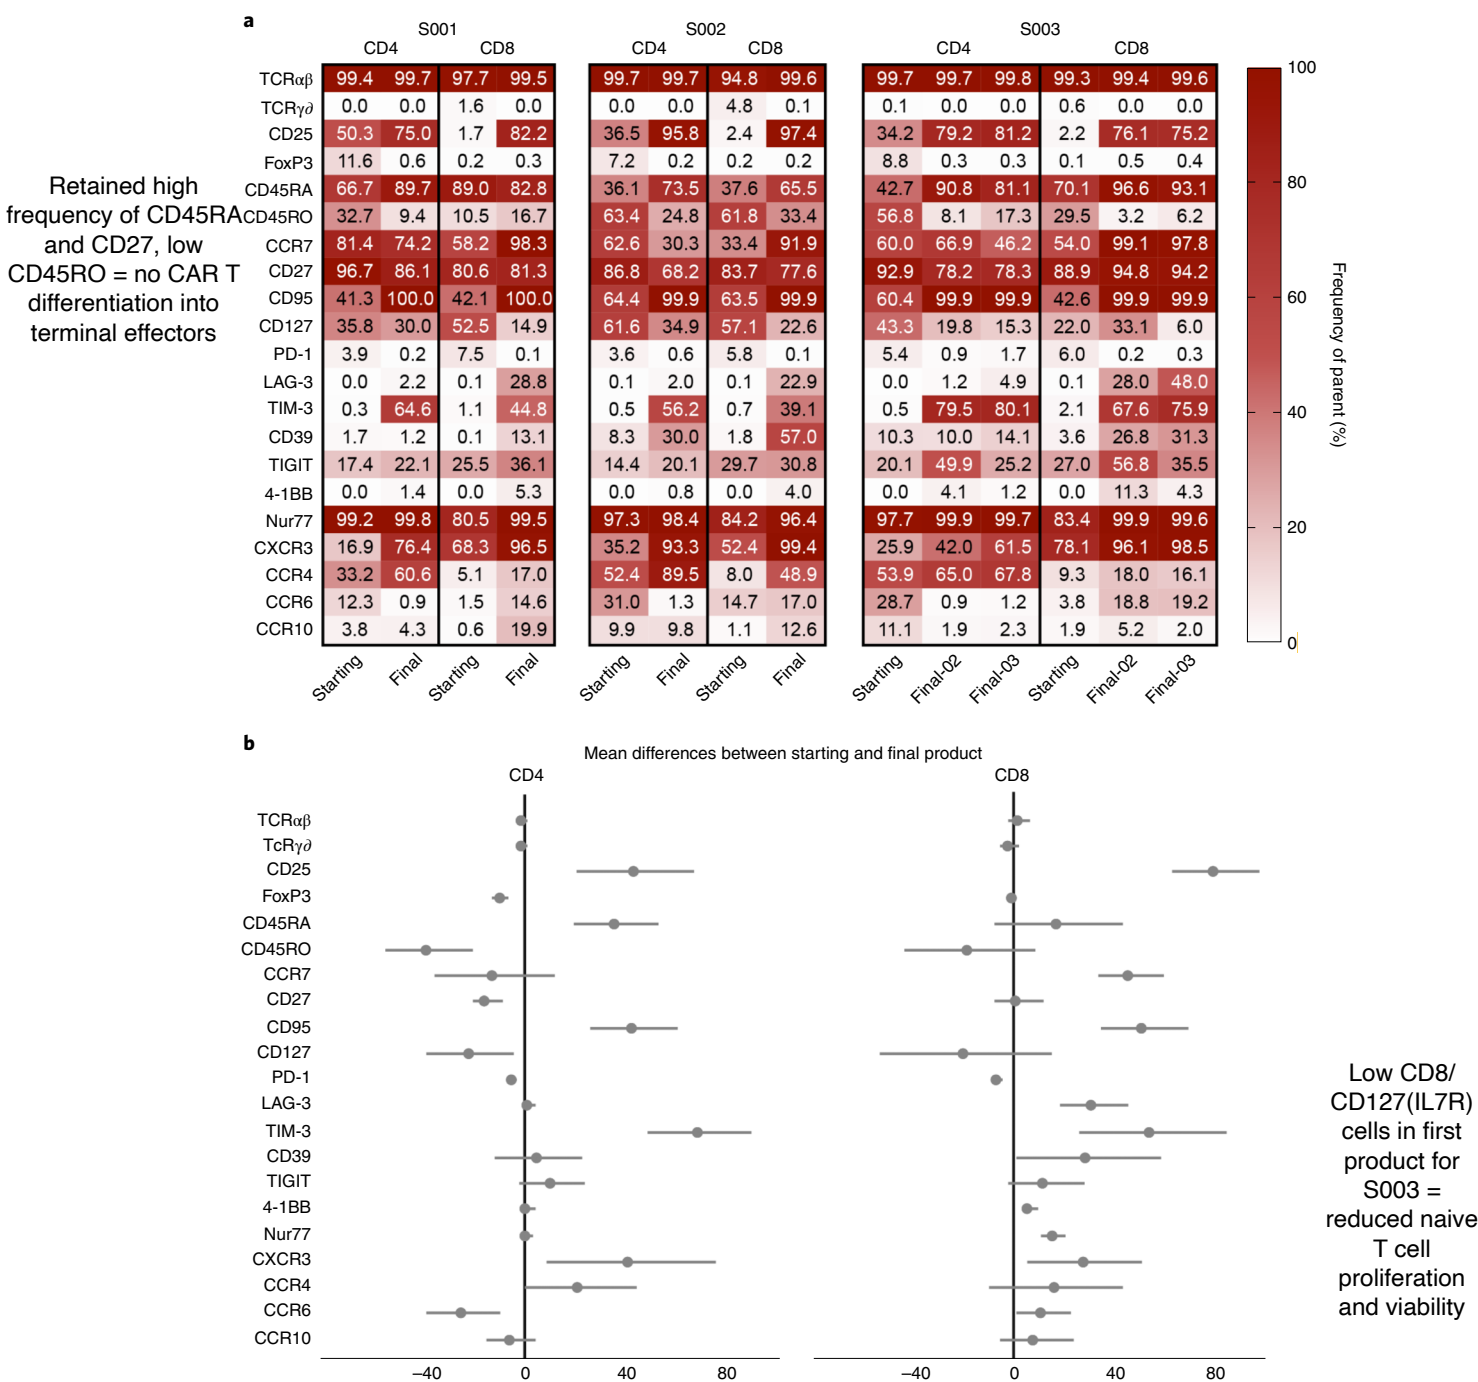 a
S001 S002 S003
CD4 CD8 CD4 CD8 CD4 CD8
TCRαβ 99.4 99.7 97.7 99.5 99.7 99.7 94.8 99.6 99.7 99.7 99.8 99.3 99.4 99.6
TCRγ∂ 0.0 0.0 1.6 0.0 0.0 0.0 4.8 0.1 0.1 0.0 0.0 0.6 0.0 0.0
CD25 50.3 75.0 1.7 82.2 36.5 95.8 2.4 97.4 34.2 79.2 81.2 2.2 76.1 75.2
FoxP3 11.6 0.6 0.2 0.3 7.2 0.2 0.2 0.2 8.8 0.3 0.3 0.1 0.5 0.4
CD45RA 66.7 89.7 89.0 82.8 36.1 73.5 37.6 65.5 42.7 90.8 81.1 70.1 96.6 93.1
CD45RO 32.7 9.4 10.5 16.7 63.4 24.8 61.8 33.4 56.8 8.1 17.3 29.5 3.2 6.2
CCR7 81.4 74.2 58.2 98.3 62.6 30.3 33.4 91.9 60.0 66.9 46.2 54.0 99.1 97.8
CD27 96.7 86.1 80.6 81.3 86.8 68.2 83.7 77.6 92.9 78.2 78.3 88.9 94.8 94.2
CD95 41.3 100.0 42.1 100.0 64.4 99.9 63.5 99.9 60.4 99.9 99.9 42.6 99.9 99.9
CD127 35.8 30.0 52.5 14.9 61.6 34.9 57.1 22.6 43.3 19.8 15.3 22.0 33.1 6.0
PD-1 3.9 0.2 7.5 0.1 3.6 0.6 5.8 0.1 5.4 0.9 1.7 6.0 0.2 0.3
LAG-3 0.0 2.2 0.1 28.8 0.1 2.0 0.1 22.9 0.0 1.2 4.9 0.1 28.0 48.0
TIM-3 0.3 64.6 1.1 44.8 0.5 56.2 0.7 39.1 0.5 79.5 80.1 2.1 67.6 75.9
CD39 1.7 1.2 0.1 13.1 8.3 30.0 1.8 57.0 10.3 10.0 14.1 3.6 26.8 31.3
TIGIT 17.4 22.1 25.5 36.1 14.4 20.1 29.7 30.8 20.1 49.9 25.2 27.0 56.8 35.5
4-1BB 0.0 1.4 0.0 5.3 0.0 0.8 0.0 4.0 0.0 4.1 1.2 0.0 11.3 4.3
Nur77 99.2 99.8 80.5 99.5 97.3 98.4 84.2 96.4 97.7 99.9 99.7 83.4 99.9 99.6
CXCR3 16.9 76.4 68.3 96.5 35.2 93.3 52.4 99.4 25.9 42.0 61.5 78.1 96.1 98.5
CCR4 33.2 60.6 5.1 17.0 52.4 89.5 8.0 48.9 53.9 65.0 67.8 9.3 18.0 16.1
CCR6 12.3 0.9 1.5 14.6 31.0 1.3 14.7 17.0 28.7 0.9 1.2 3.8 18.8 19.2
CCR10 3.8 4.3 0.6 19.9 9.9 9.8 1.1 12.6 11.1 1.9 2.3 1.9 5.2 2.0
Starting Final Starting Final Starting Final Starting Final Starting Final-02 Final-03 Starting Final-02 Final-03
100
80
60
40
20
0
Frequency of parent (%)
Retained high
frequency of CD45RA
and CD27, low
CD45RO = no CAR T
differentiation into
terminal effectors
b
Mean differences between starting and final product
CD4 CD8
TCRαβ
TcRγ∂
CD25
FoxP3
CD45RA
CD45RO
CCR7
CD27
CD95
CD127
PD-1
LAG-3
TIM-3
CD39
TIGIT
4-1BB
Nur77
CXCR3
CCR4
CCR6
CCR10
–40 0 40 80 –40 0 40 80
Low CD8/
CD127(IL7R)
cells in first
product for
S003 =
reduced naive
T cell
proliferation
and viability